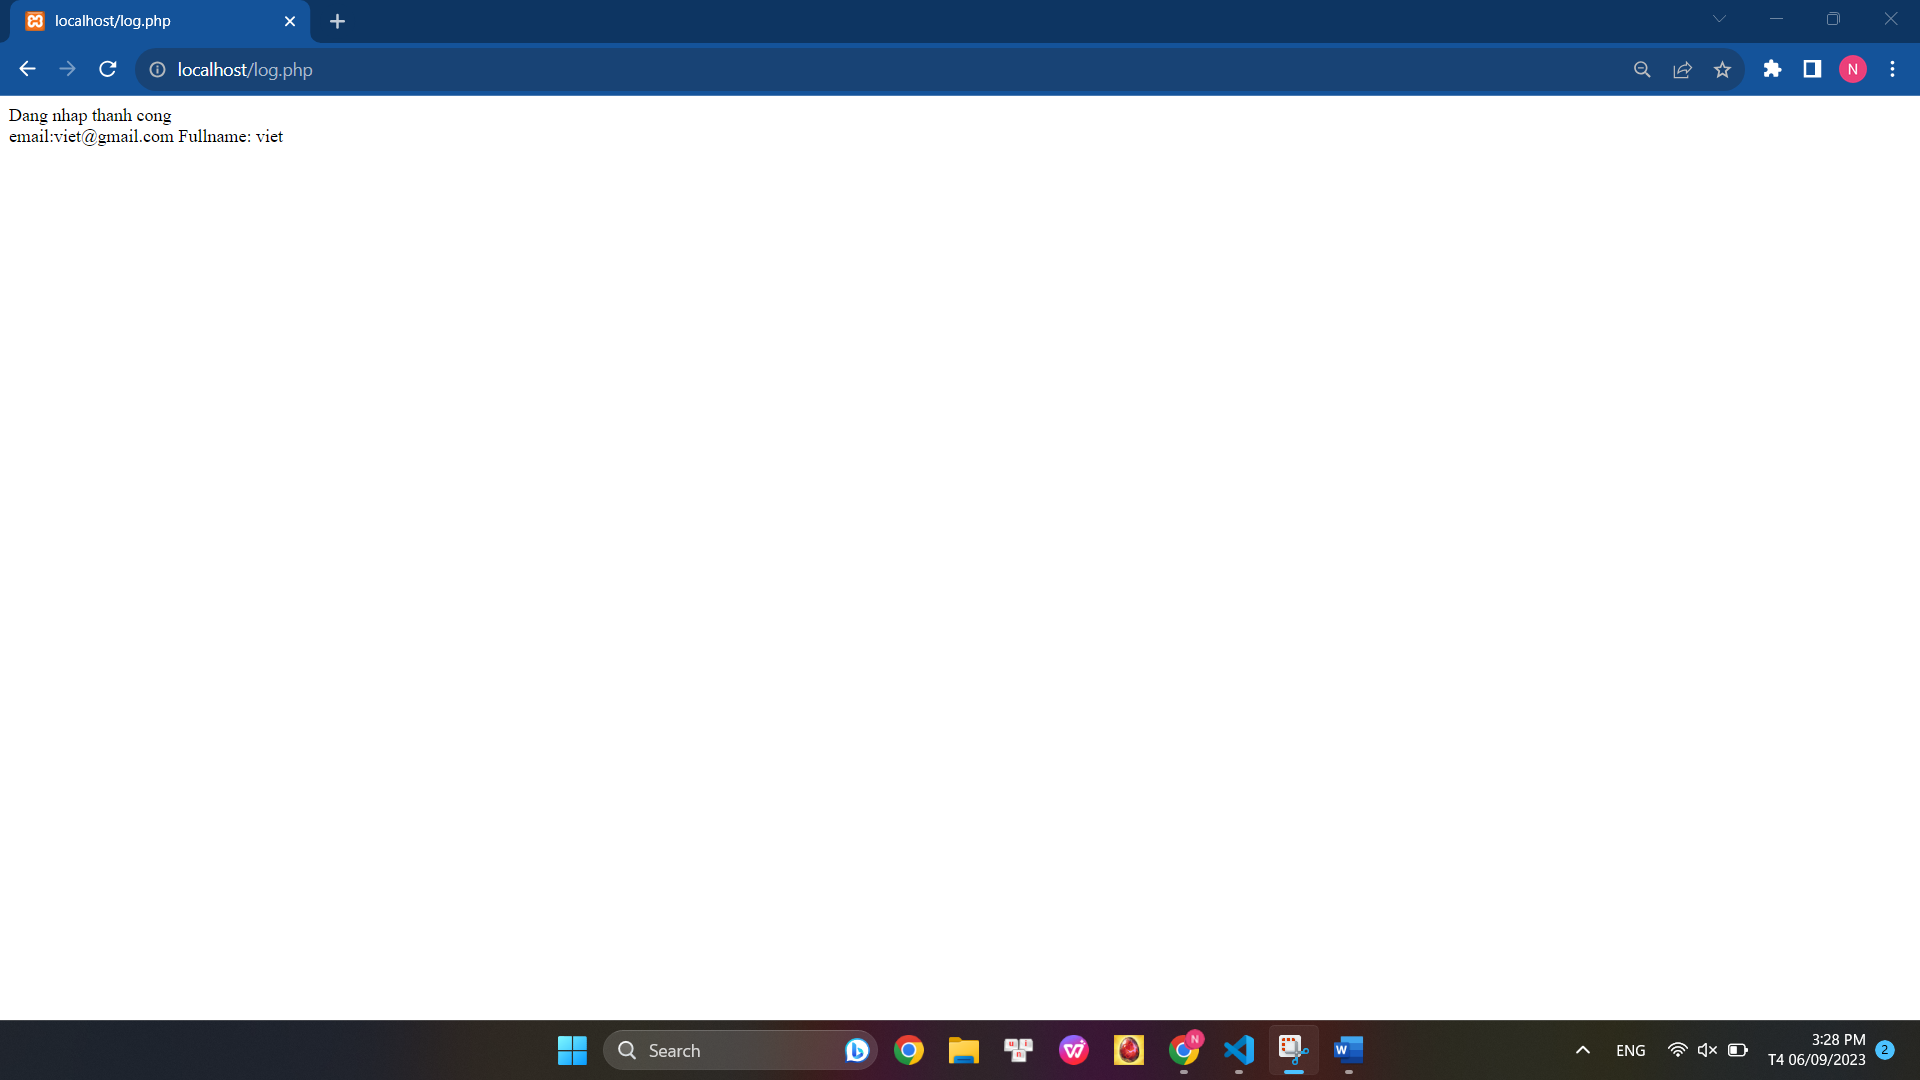 localhost/log.php
localhost/log.php
N
Dang nhap thanh cong
email:viet@gmail.com Fullname: viet
Search
N
W
ENG
3:28 PM
T4 06/09/2023
2